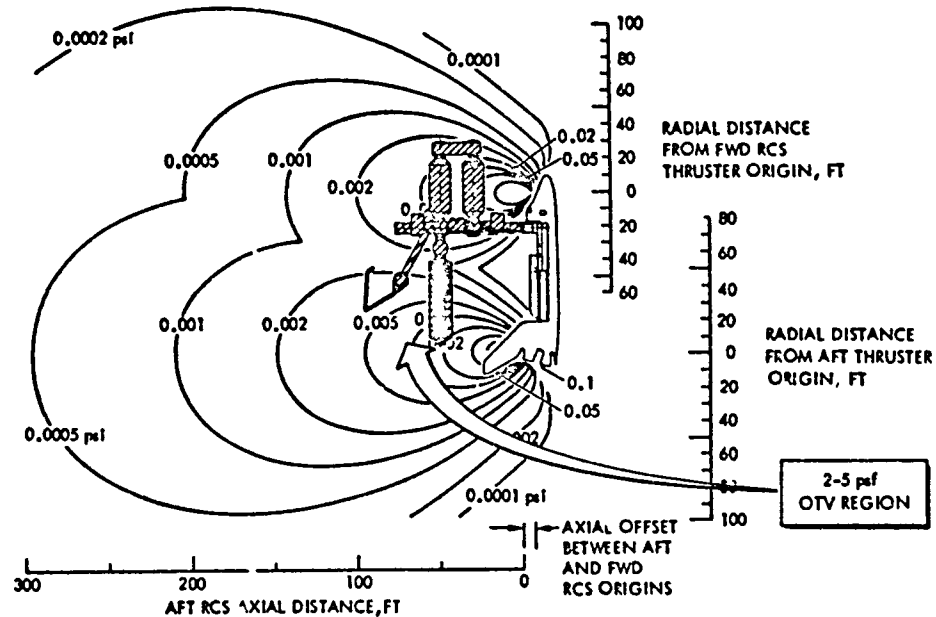 0.0002 psf
0.0001
0.0005
0.001
0.002
0.02
0.05
100
80
60
40
20
0
20
40
60
RADIAL DISTANCE
FROM FWD RCS
THRUSTER ORIGIN, FT
0.001
0.002
0.005
0.1
0.05
80
60
40
20
0
20
40
60
100
RADIAL DISTANCE
FROM AFT THRUSTER
ORIGIN, FT
0.0005 psf
0.0001 psf
2-5 psf
OTV REGION
AXIAL OFFSET
BETWEEN AFT
AND FWD
RCS ORIGINS
300
200
100
0
AFT RCS AXIAL DISTANCE, FT